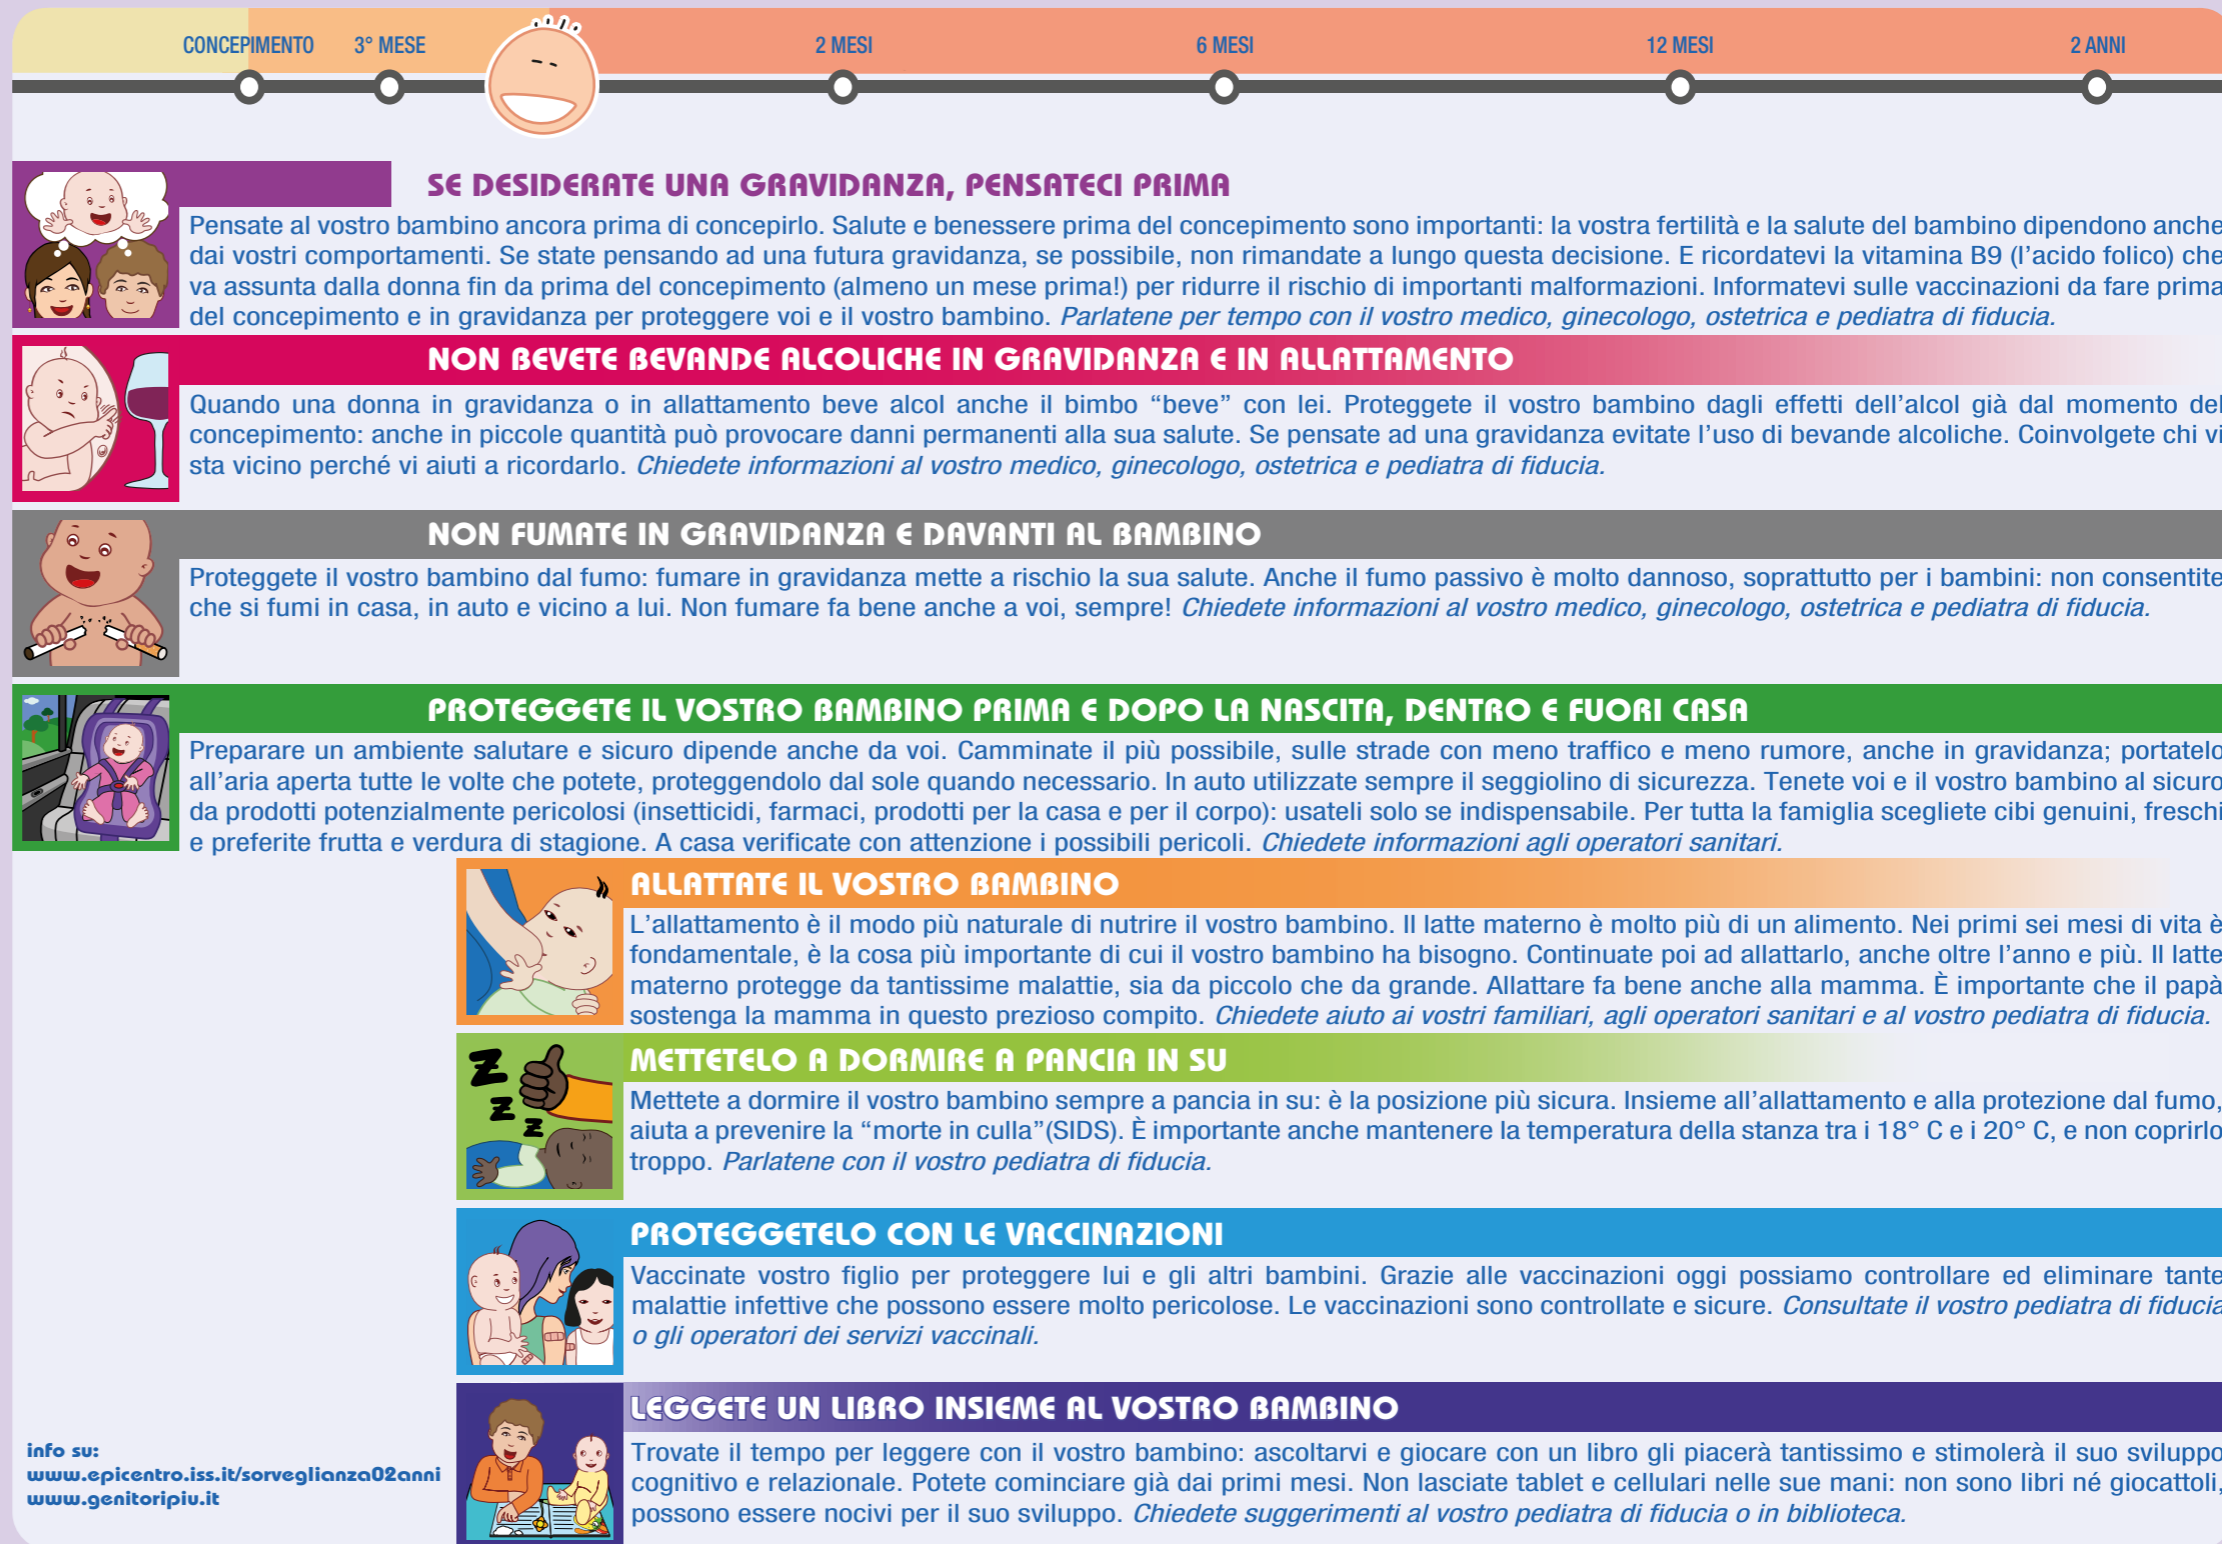 CONCEPIMENTO 3° MESE 2 MESI 6 MESI 12 MESI 2 ANNI
SE DESIDERATE UNA GRAVIDANZA, PENSATECI PRIMA
Pensate al vostro bambino ancora prima di concepirlo. Salute e benessere prima del concepimento sono importanti: la vostra fertilità e la salute del bambino dipendono anche
dai vostri comportamenti. Se state pensando ad una futura gravidanza, se possibile, non rimandate a lungo questa decisione. E ricordatevi la vitamina B9 (l'acido folico) che
va assunta dalla donna fin da prima del concepimento (almeno un mese prima!) per ridurre il rischio di importanti malformazioni. Informatevi sulle vaccinazioni da fare prima
del concepimento e in gravidanza per proteggere voi e il vostro bambino. Parlatene per tempo con il vostro medico, ginecologo, ostetrica e pediatra di fiducia.
NON BEVETE BEVANDE ALCOLICHE IN GRAVIDANZA E IN ALLATTAMENTO
Quando una donna in gravidanza o in allattamento beve alcol anche il bimbo “beve” con lei. Proteggete il vostro bambino dagli effetti dell'alcol già dal momento del
concepimento: anche in piccole quantità può provocare danni permanenti alla sua salute. Se pensate ad una gravidanza evitate l'uso di bevande alcoliche. Coinvolgete chi vi
sta vicino perché vi aiuti a ricordarlo. Chiedete informazioni al vostro medico, ginecologo, ostetrica e pediatra di fiducia.
NON FUMATE IN GRAVIDANZA E DAVANTI AL BAMBINO
Proteggete il vostro bambino dal fumo: fumare in gravidanza mette a rischio la sua salute. Anche il fumo passivo è molto dannoso, soprattutto per i bambini: non consentite
che si fumi in casa, in auto e vicino a lui. Non fumare fa bene anche a voi, sempre! Chiedete informazioni al vostro medico, ginecologo, ostetrica e pediatra di fiducia.
PROTEGGETE IL VOSTRO BAMBINO PRIMA E DOPO LA NASCITA, DENTRO E FUORI CASA
Preparare un ambiente salutare e sicuro dipende anche da voi. Camminate il più possibile, sulle strade con meno traffico e meno rumore, anche in gravidanza; portatelo
all'aria aperta tutte le volte che potete, proteggendolo dal sole quando necessario. In auto utilizzate sempre il seggiolino di sicurezza. Tenete voi e il vostro bambino al sicuro
da prodotti potenzialmente pericolosi (insetticidi, farmaci, prodotti per la casa e per il corpo): usateli solo se indispensabile. Per tutta la famiglia scegliete cibi genuini, freschi
e preferite frutta e verdura di stagione. A casa verificate con attenzione i possibili pericoli. Chiedete informazioni agli operatori sanitari.
ALLATTATE IL VOSTRO BAMBINO
L'allattamento è il modo più naturale di nutrire il vostro bambino. Il latte materno è molto più di un alimento. Nei primi sei mesi di vita è
fondamentale, è la cosa più importante di cui il vostro bambino ha bisogno. Continuate poi ad allattarlo, anche oltre l'anno e più. Il latte
materno protegge da tantissime malattie, sia da piccolo che da grande. Allattare fa bene anche alla mamma. È importante che il papà
sostenga la mamma in questo prezioso compito. Chiedete aiuto ai vostri familiari, agli operatori sanitari e al vostro pediatra di fiducia.
Z
Z
Z
METTETELO A DORMIRE A PANCIA IN SU
Mettete a dormire il vostro bambino sempre a pancia in su: è la posizione più sicura. Insieme all'allattamento e alla protezione dal fumo,
aiuta a prevenire la “morte in culla”(SIDS). È importante anche mantenere la temperatura della stanza tra i 18° C e i 20° C, e non coprirlo
troppo. Parlatene con il vostro pediatra di fiducia.
PROTEGGETELO CON LE VACCINAZIONI
Vaccinate vostro figlio per proteggere lui e gli altri bambini. Grazie alle vaccinazioni oggi possiamo controllare ed eliminare tante
malattie infettive che possono essere molto pericolose. Le vaccinazioni sono controllate e sicure. Consultate il vostro pediatra di fiducia
o gli operatori dei servizi vaccinali.
LEGGETE UN LIBRO INSIEME AL VOSTRO BAMBINO
Trovate il tempo per leggere con il vostro bambino: ascoltarvi e giocare con un libro gli piacerà tantissimo e stimolerà il suo sviluppo
cognitivo e relazionale. Potete cominciare già dai primi mesi. Non lasciate tablet e cellulari nelle sue mani: non sono libri né giocattoli,
possono essere nocivi per il suo sviluppo. Chiedete suggerimenti al vostro pediatra di fiducia o in biblioteca.
info su:
www.epicentro.iss.it/sorveglianza02anni
www.genitoripiu.it